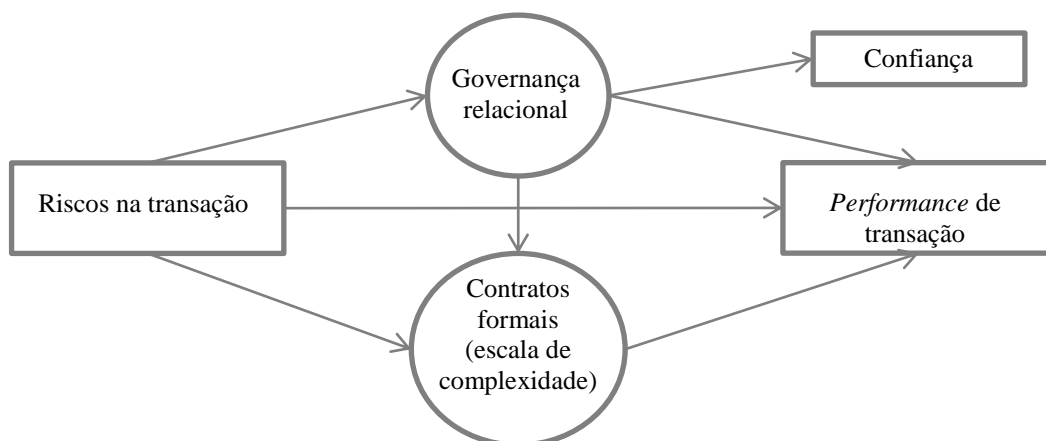 Governança
relacional
Confiança
Riscos na transação
Performance de
transação
Contratos
formais
(escala de
complexidade)